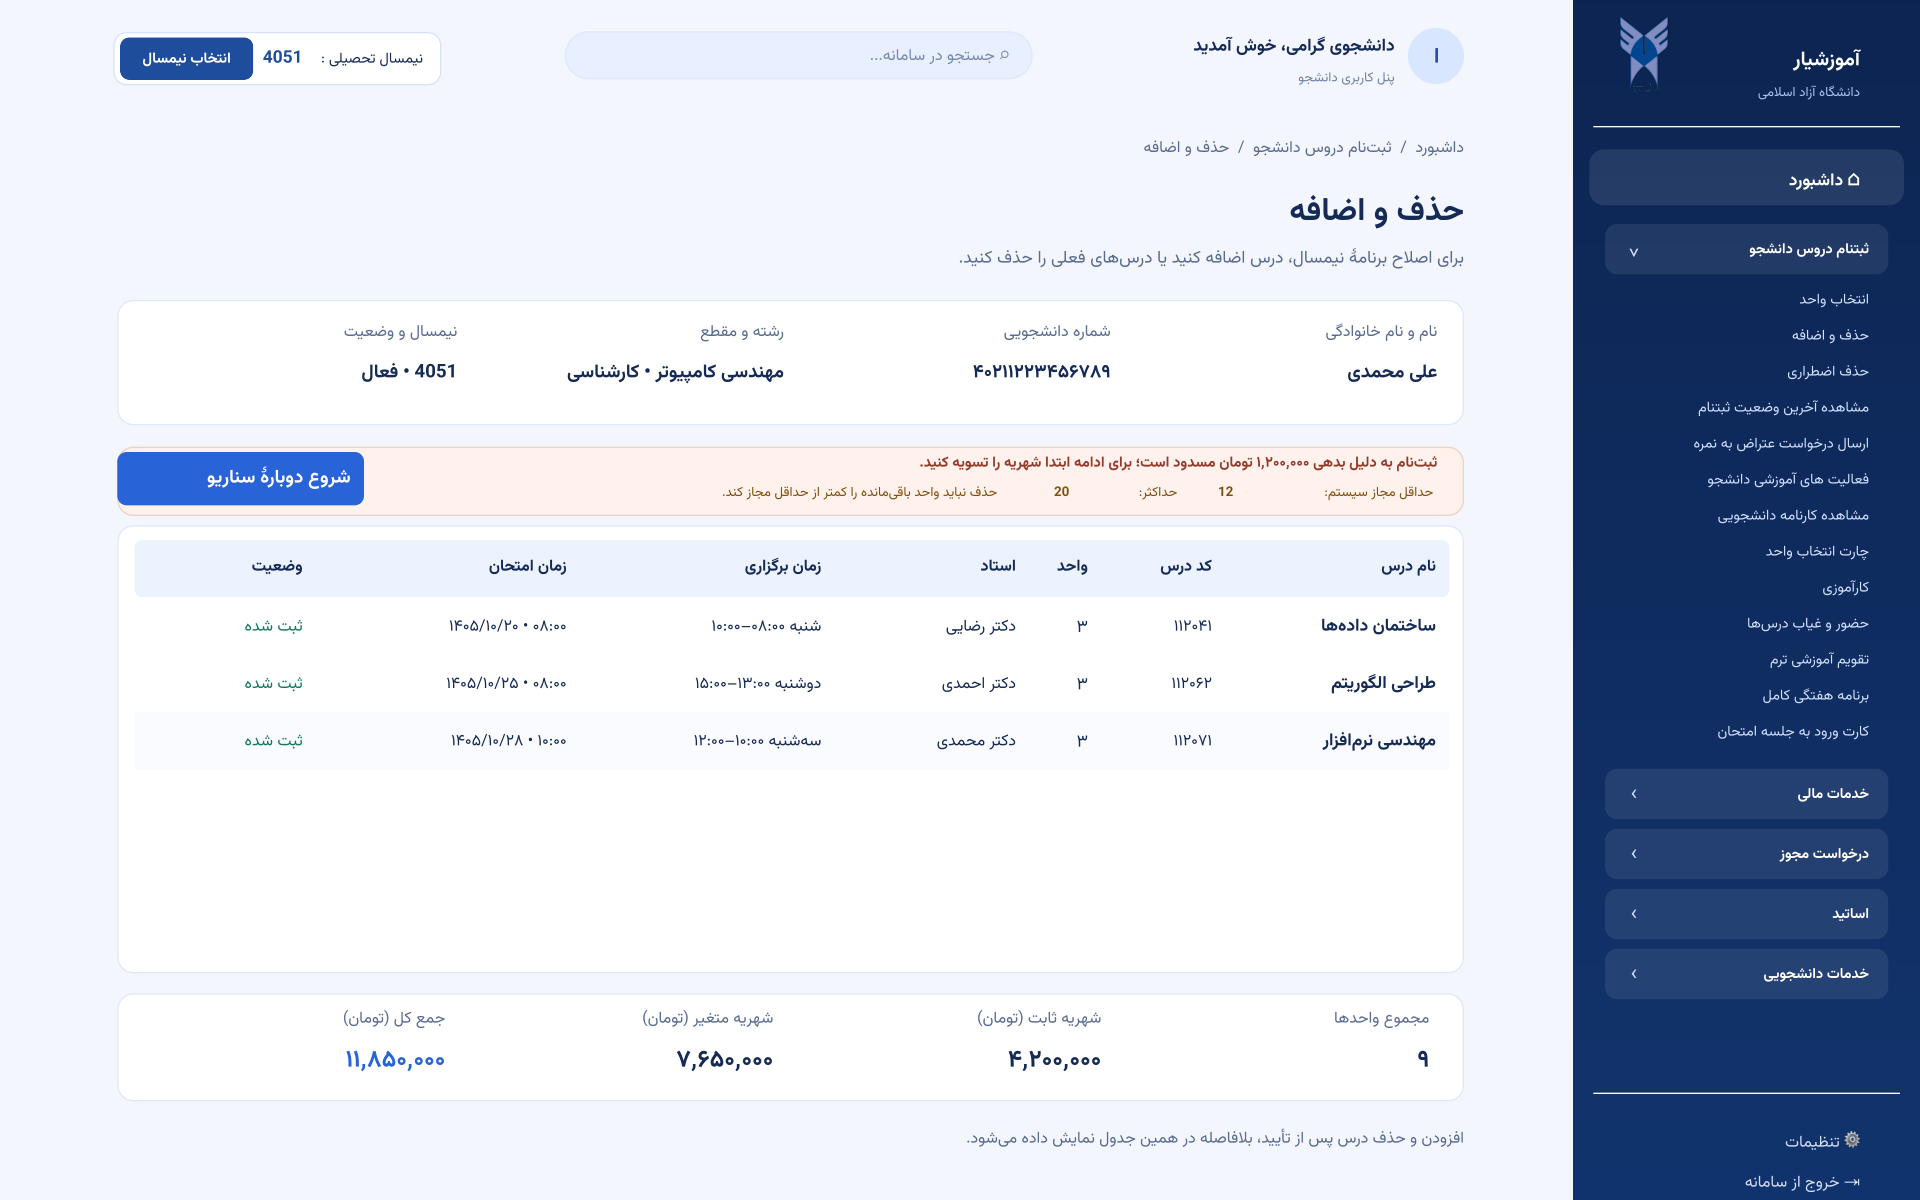 آموزشیار
دانشگاه آزاد اسلامی
داشبورد
ثبتنام دروس دانشجو
انتخاب واحد
حذف و اضافه
حذف اضطراری
مشاهده آخرین وضعیت ثبتنام
ارسال درخواست عتراض به نمره
فعالیت های آموزشی دانشجو
مشاهده کارنامه دانشجویی
چارت انتخاب واحد
کارآموزی
حضور و غیاب درس‌ها
تقویم آموزشی ترم
برنامه هفتگی کامل
کارت ورود به جلسه امتحان
خدمات مالی
درخواست مجوز
اساتید
خدمات دانشجویی
تنظیمات
خروج از سامانه
ا
دانشجوی گرامی، خوش آمدید
پنل کاربری دانشجو
جستجو در سامانه...
نیمسال تحصیلی : 4051 انتخاب نیمسال
داشبورد / ثبت‌نام دروس دانشجو / حذف و اضافه
حذف و اضافه
برای اصلاح برنامهٔ نیمسال، درس اضافه کنید یا درس‌های فعلی را حذف کنید.
نام و نام خانوادگی شماره دانشجویی رشته و مقطع نیمسال و وضعیت
علی محمدی ۴۰۲۱۱۲۲۳۴۵۶۷۸۹ مهندسی کامپیوتر • کارشناسی 4051 • فعال
ثبت‌نام به دلیل بدهی ۱,۲۰۰,۰۰۰ تومان مسدود است؛ برای ادامه ابتدا شهریه را تسویه کنید.
حداقل مجاز سیستم: 12 حداکثر: 20 حذف نباید واحد باقی‌مانده را کمتر از حداقل مجاز کند.
شروع دوبارهٔ سناریو
نام درس کد درس واحد استاد زمان برگزاری زمان امتحان وضعیت
ساختمان داده‌ها ۱۱۲۰۴۱ ۳ دکتر رضایی شنبه ۰۸:۰۰–۱۰:۰۰ ۱۴۰۵/۱۰/۲۰ • ۰۸:۰۰ ثبت شده
طراحی الگوریتم ۱۱۲۰۶۲ ۳ دکتر احمدی دوشنبه ۱۳:۰۰–۱۵:۰۰ ۱۴۰۵/۱۰/۲۵ • ۰۸:۰۰ ثبت شده
مهندسی نرم‌افزار ۱۱۲۰۷۱ ۳ دکتر محمدی سه‌شنبه ۱۰:۰۰–۱۲:۰۰ ۱۴۰۵/۱۰/۲۸ • ۱۰:۰۰ ثبت شده
مجموع واحدها شهریه ثابت (تومان) شهریه متغیر (تومان) جمع کل (تومان)
۹ ۴,۲۰۰,۰۰۰ ۷,۶۵۰,۰۰۰ ۱۱,۸۵۰,۰۰۰
افزودن و حذف درس پس از تأیید، بلافاصله در همین جدول نمایش داده می‌شود.